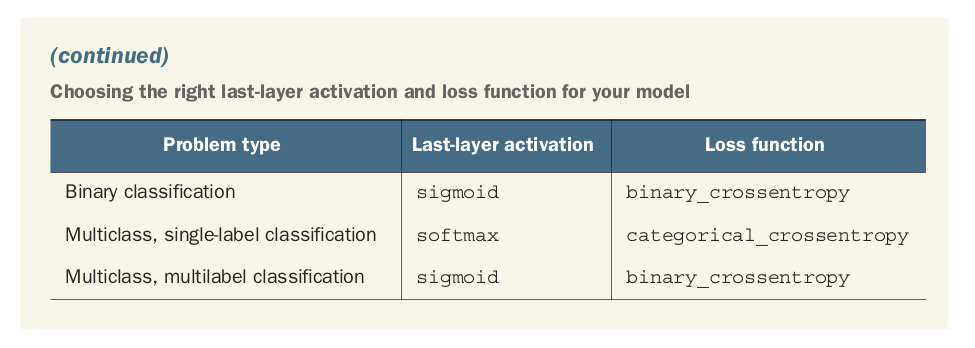 (continued)
Choosing the right last-layer activation and loss function for your model
Problem type Last-layer activation Loss function
Binary classification sigmoid binary_crossentropy
Multiclass, single-label classification softmax categorical_crossentropy
Multiclass, multilabel classification sigmoid binary_crossentropy